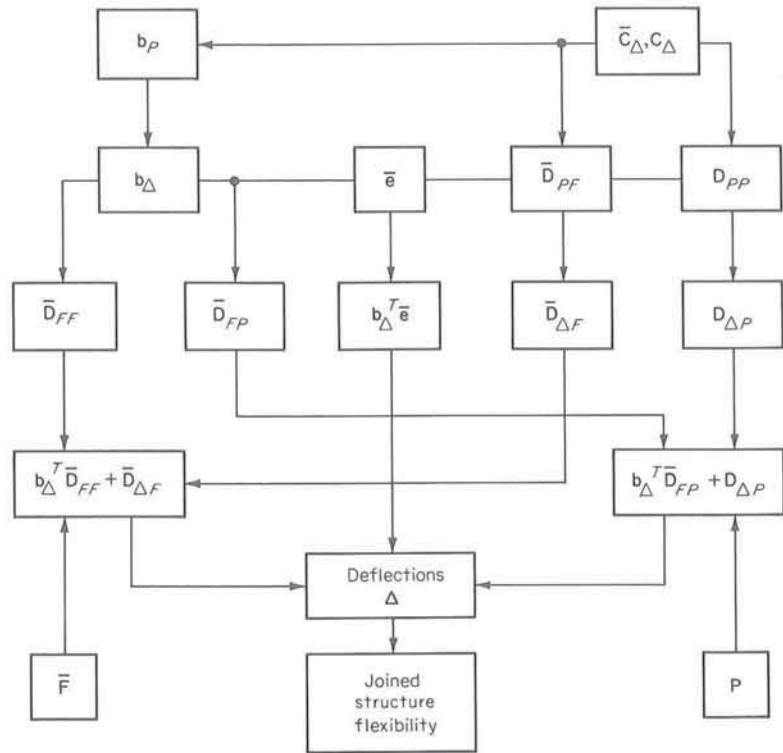 b_P
C̄_Δ, C_Δ
b_Δ
ē
D̄_PF
D_PP
D̄_FF
D̄_FP
b_Δ^T ē
D̄_ΔF
D_ΔP
b_Δ^T D̄_FF + D̄_ΔF
b_Δ^T D̄_FP + D_ΔP
Deflections
Δ
F̄
Joined
structure
flexibility
P